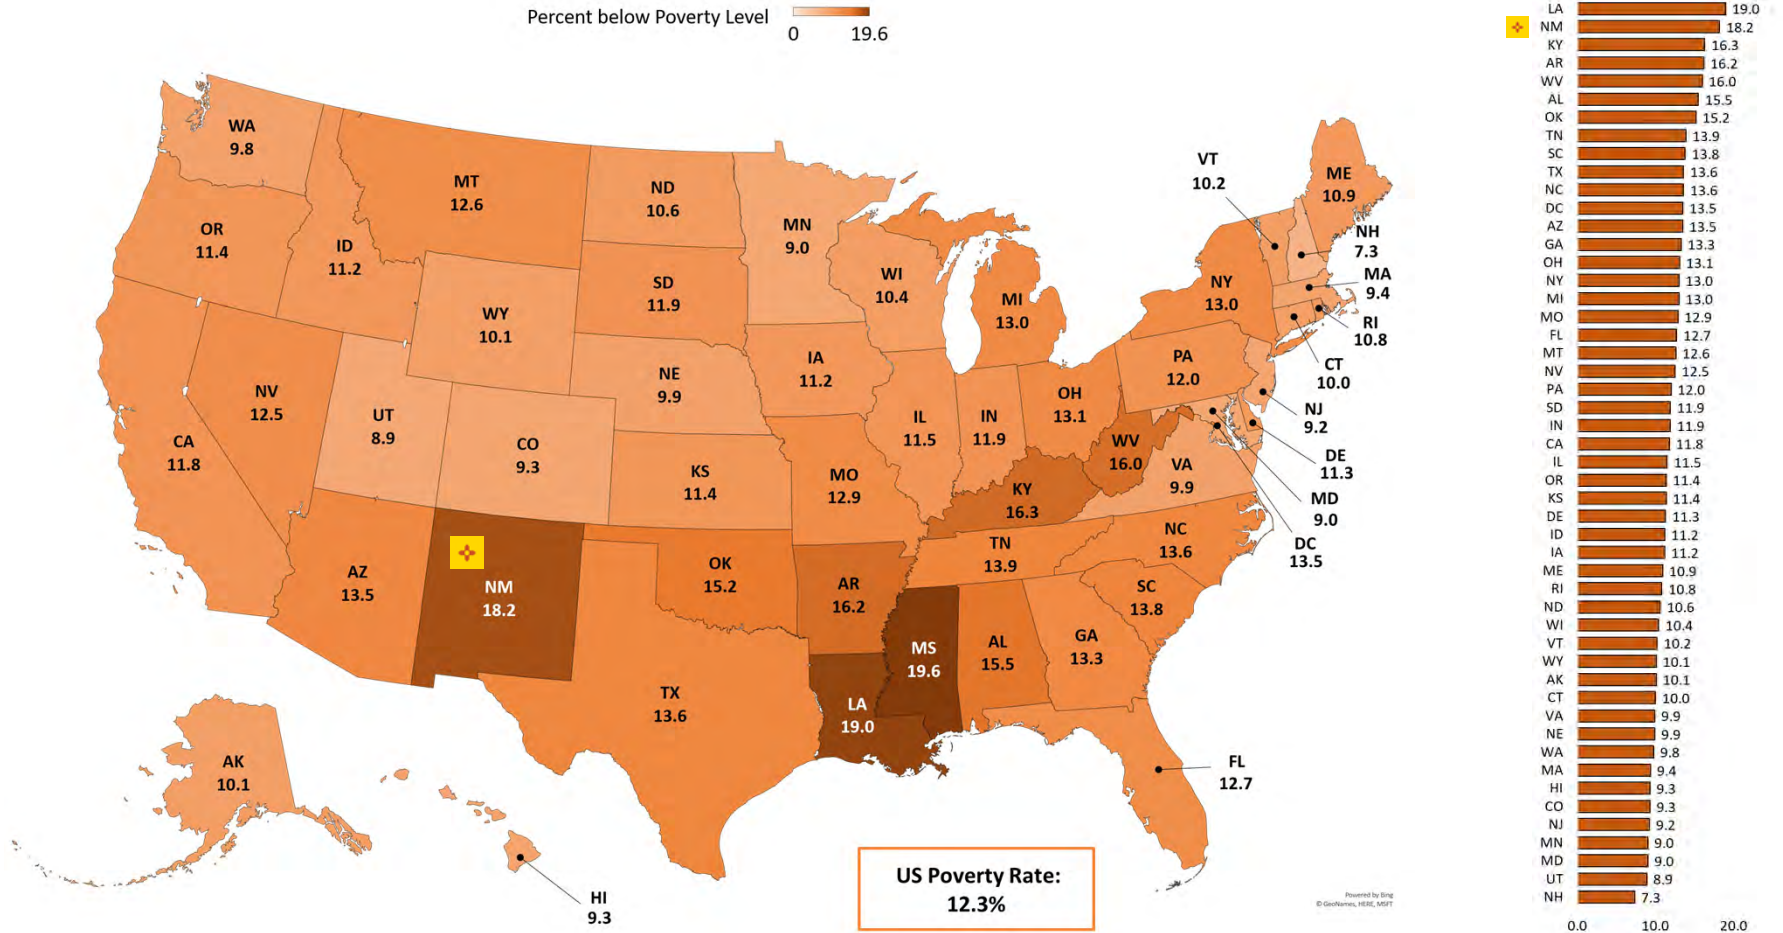 Percent below Poverty Level
0 19.6
WA
9.8
MT
12.6
ND
10.6
MN
9.0
VT
10.2
ME
10.9
OR
11.4
ID
11.2
WY
10.1
SD
11.9
WI
10.4
MI
13.0
NY
13.0
NH
7.3
MA
9.4
RI
10.8
CT
10.0
NV
12.5
UT
8.9
CO
9.3
NE
9.9
IA
11.2
IL
11.5
IN
11.9
OH
13.1
PA
12.0
NJ
9.2
DE
11.3
MD
9.0
DC
13.5
CA
11.8
KS
11.4
MO
12.9
KY
16.3
WV
16.0
VA
9.9
AZ
13.5
NM
18.2
OK
15.2
AR
16.2
TN
13.9
NC
13.6
SC
13.8
TX
13.6
LA
19.0
MS
19.6
AL
15.5
GA
13.3
FL
12.7
AK
10.1
HI
9.3
US Poverty Rate:
12.3%
Powered by Bing
© GeoNames, HERE, MSFT
LA 19.0
NM 18.2
KY 16.3
AR 16.2
WV 16.0
AL 15.5
OK 15.2
TN 13.9
SC 13.8
TX 13.6
NC 13.6
DC 13.5
AZ 13.5
GA 13.3
OH 13.1
NY 13.0
MI 13.0
MO 12.9
FL 12.7
MT 12.6
NV 12.5
PA 12.0
SD 11.9
IN 11.9
CA 11.8
IL 11.5
OR 11.4
KS 11.4
DE 11.3
ID 11.2
IA 11.2
ME 10.9
RI 10.8
ND 10.6
WI 10.4
VT 10.2
WY 10.1
AK 10.1
CT 10.0
VA 9.9
NE 9.9
WA 9.8
MA 9.4
HI 9.3
CO 9.3
NJ 9.2
MN 9.0
MD 9.0
UT 8.9
NH 7.3
0.0 10.0 20.0